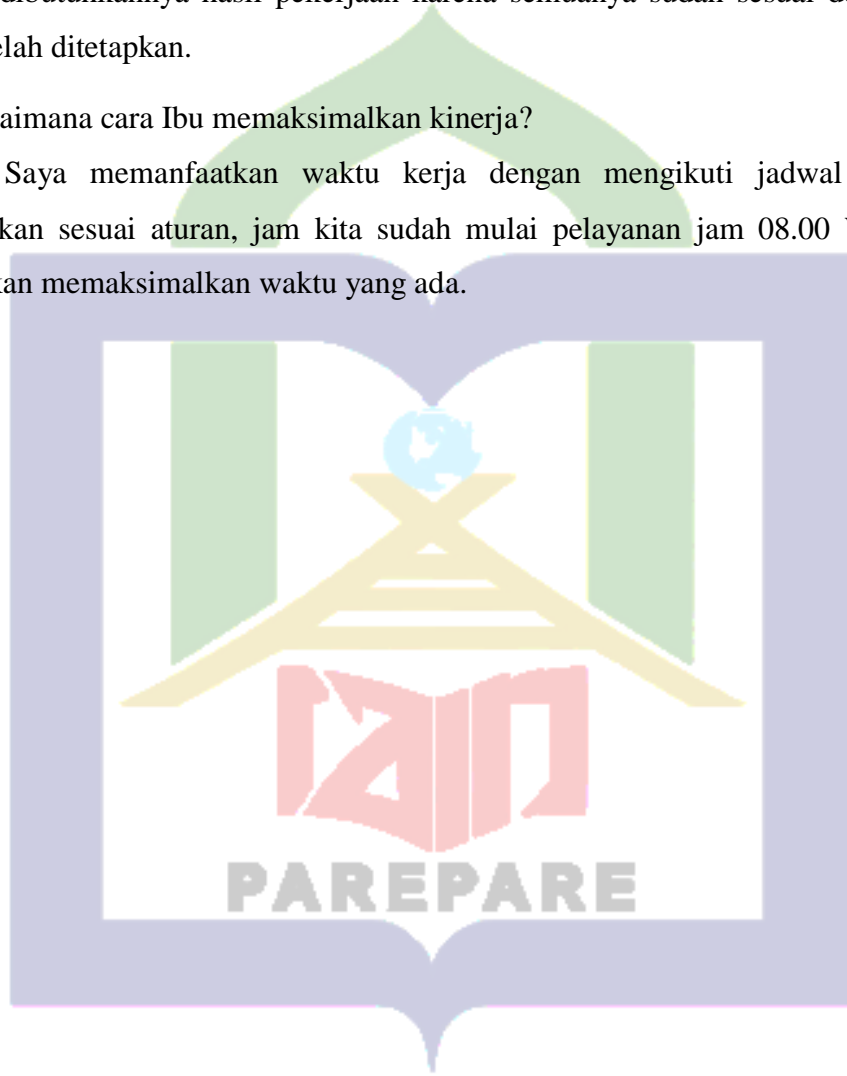 hasil pekerjaan karena semuanya sudah sesuai
elah ditetapkan.
aimana cara Ibu memaksimalkan kinerja?
Saya memanfaatkan waktu kerja dengan mengikuti jadwal
kan sesuai aturan, jam kita sudah mulai pelayanan jam 08.00
kan memaksimalkan waktu yang ada.
iain
PAREPARE